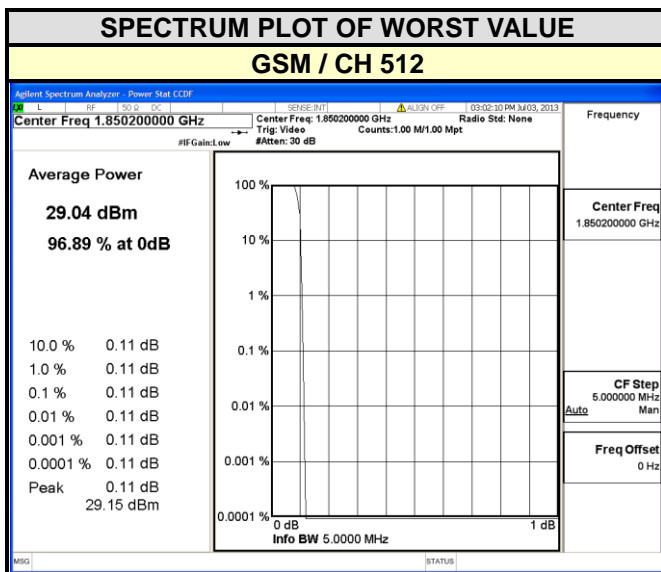 SPECTRUM PLOT OF WORST VALUE
GSM / CH 512
Agilent Spectrum Analyzer - Power Stat CCDF
LXI L RF 50 Ω DC SENSE:INT ALIGN OFF 03:02:10 PM Jul 03, 2013
Center Freq 1.850200000 GHz
Center Freq: 1.850200000 GHz Radio Std: None
Trig: Video Counts:1.00 M/1.00 Mpt
#IFGain:Low #Atten: 30 dB
Frequency
Average Power
29.04 dBm
96.89 % at 0dB
10.0 % 0.11 dB
1.0 % 0.11 dB
0.1 % 0.11 dB
0.01 % 0.11 dB
0.001 % 0.11 dB
0.0001 % 0.11 dB
Peak 0.11 dB
29.15 dBm
100 %
10 %
1 %
0.1 %
0.01 %
0.001 %
0.0001 %
0 dB 1 dB
Info BW 5.0000 MHz
Center Freq
1.850200000 GHz
CF Step
5.000000 MHz
Auto Man
Freq Offset
0 Hz
MSG STATUS